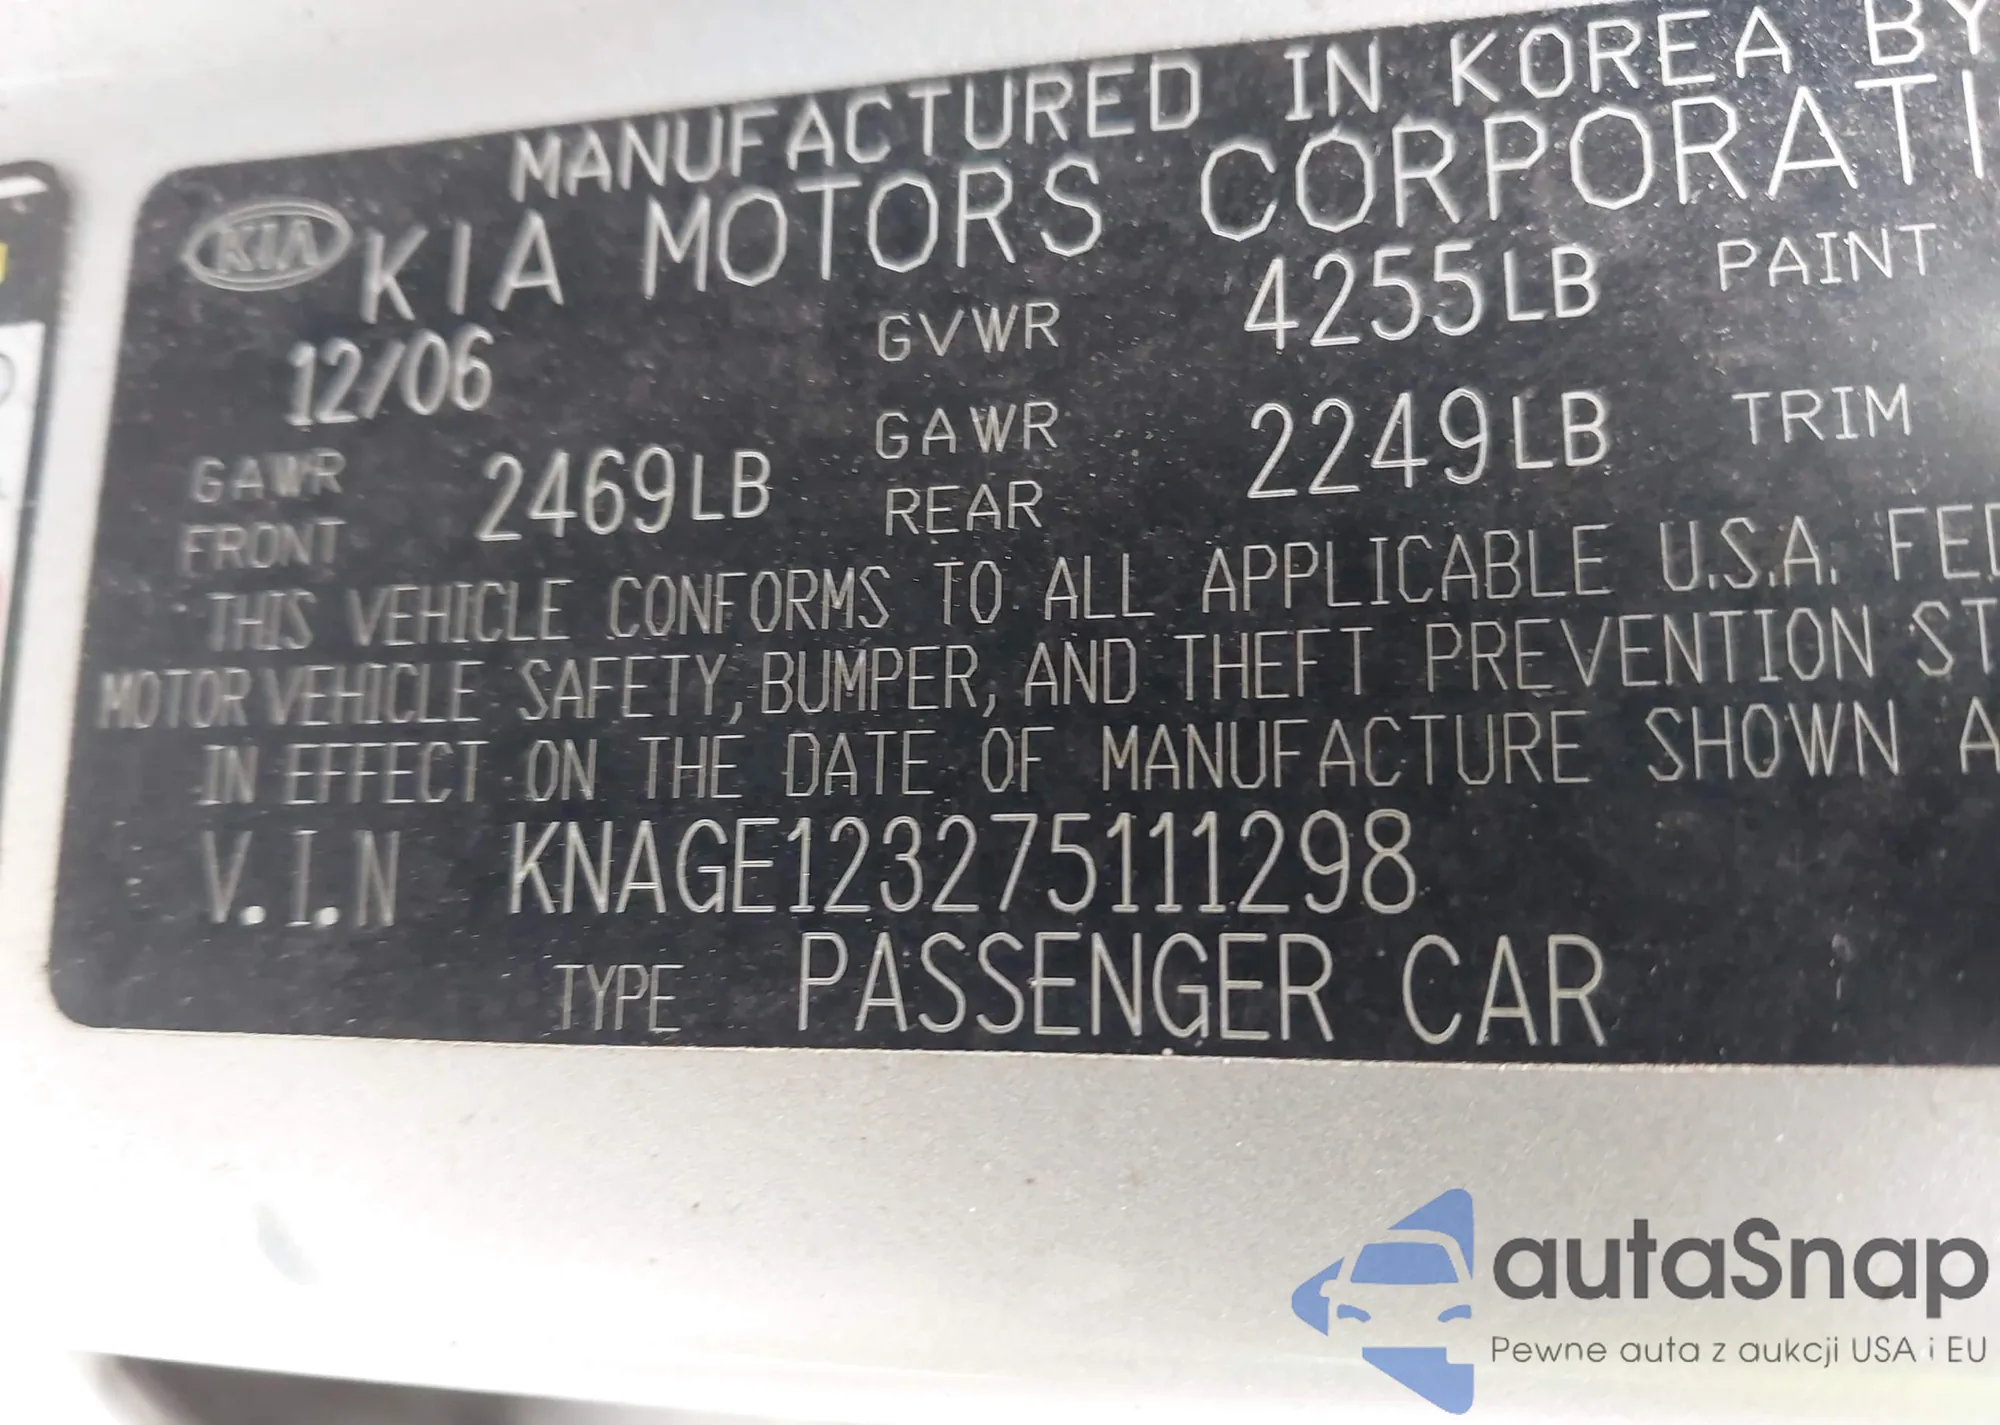 MANUFACTURED IN KOREA BY
KIA KIA MOTORS CORPORATI
12/06 GVWR 4255LB PAINT
GAWR FRONT 2469LB GAWR REAR 2249LB TRIM
THIS VEHICLE CONFORMS TO ALL APPLICABLE U.S.A. FED
MOTOR VEHICLE SAFETY, BUMPER, AND THEFT PREVENTION ST
IN EFFECT ON THE DATE OF MANUFACTURE SHOWN A
V.I.N KNAGE123275111298
TYPE PASSENGER CAR
autaSnap
Pewne auta z aukcji USA i EU